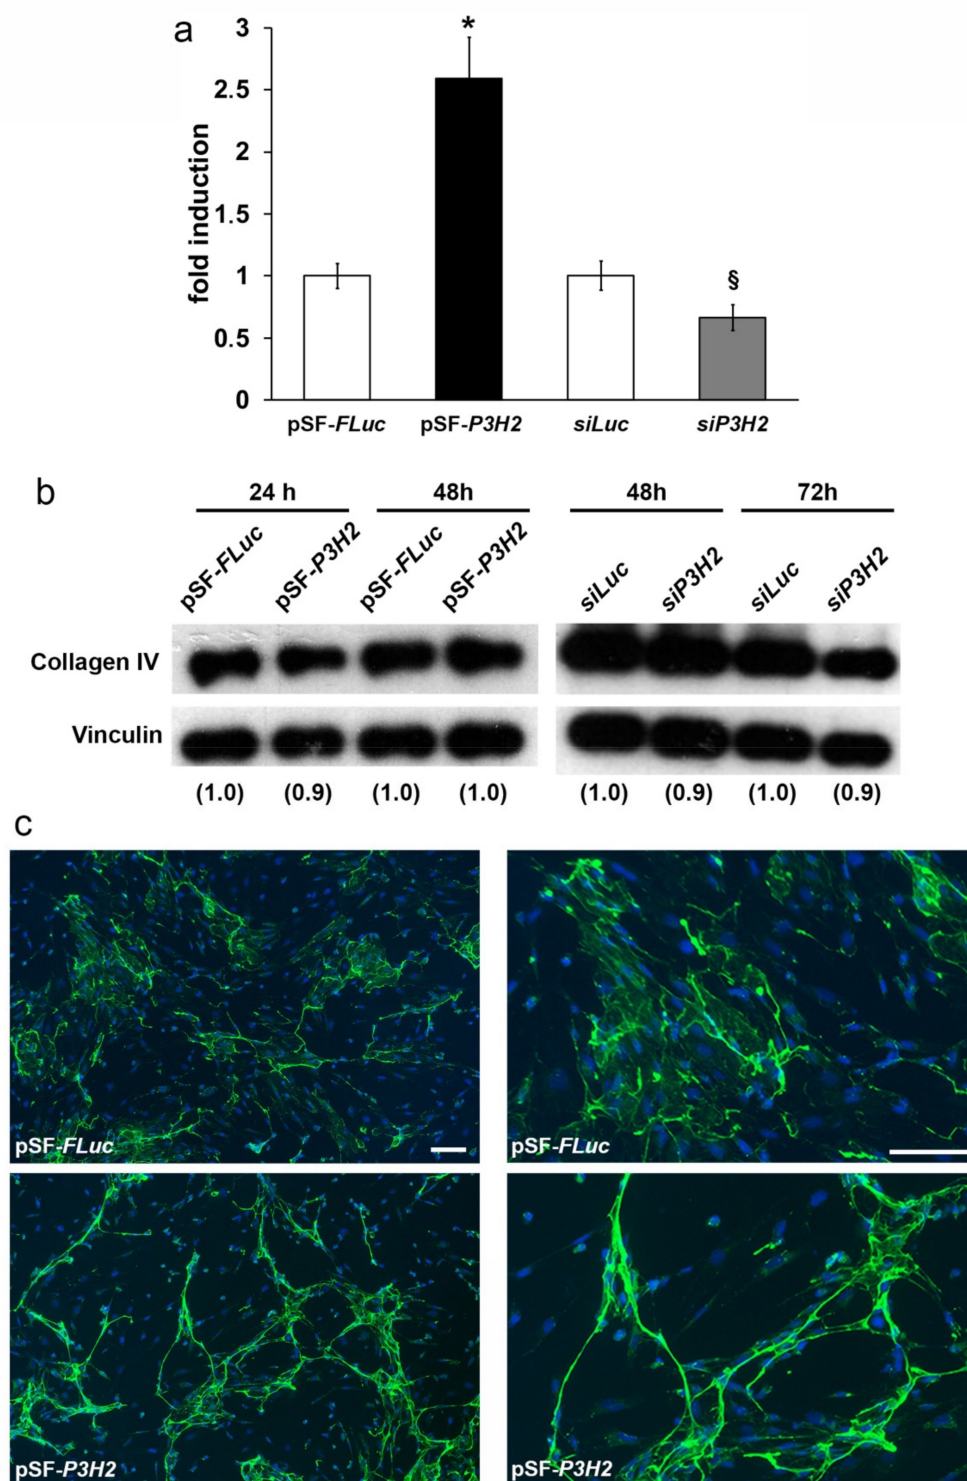 a
3
2.5
2
1.5
1
0.5
0
fold induction
*
§
pSF-FLuc pSF-P3H2 siLuc siP3H2
b
24 h 48h 48h 72h
pSF-FLuc pSF-P3H2 pSF-FLuc pSF-P3H2 siLuc siP3H2 siLuc siP3H2
Collagen IV
Vinculin
(1.0) (0.9) (1.0) (1.0) (1.0) (0.9) (1.0) (0.9)
c
pSF-FLuc pSF-FLuc
pSF-P3H2 pSF-P3H2